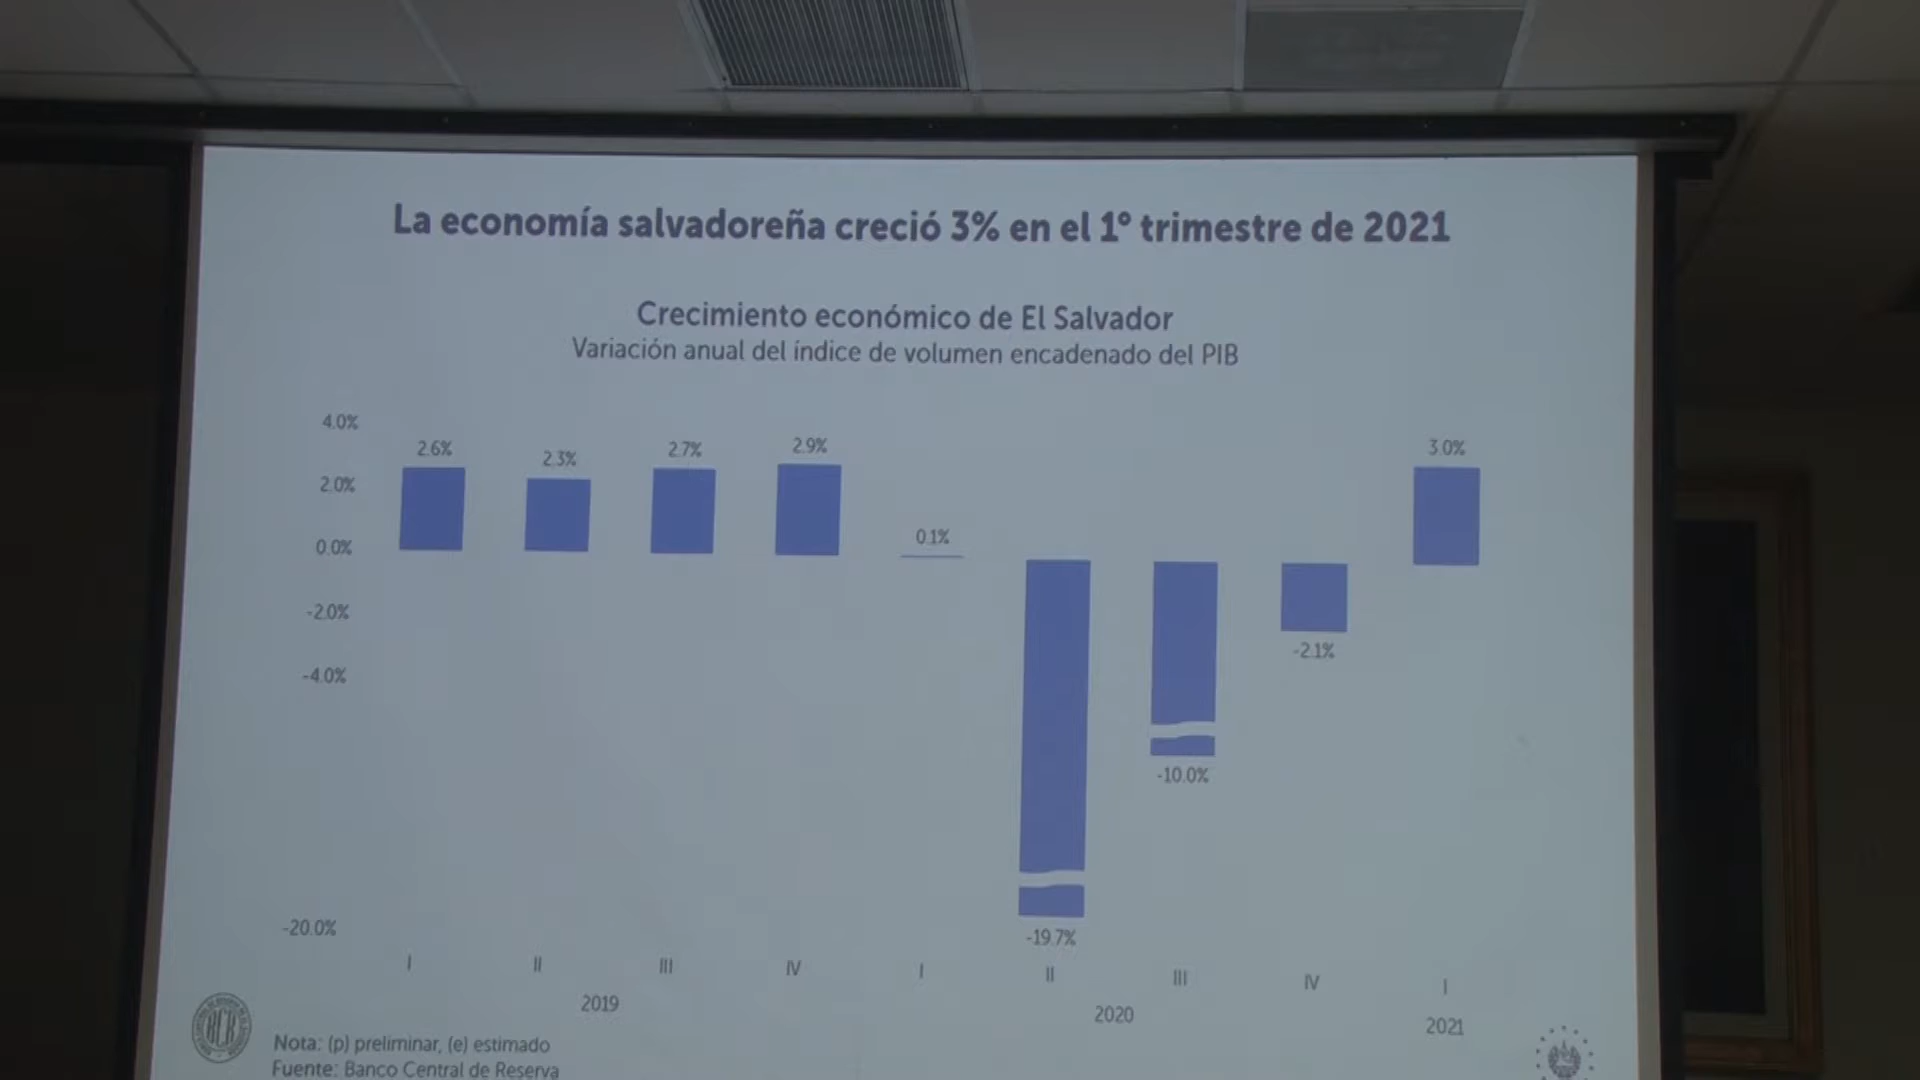 La economía salvadoreña creció 3% en el 1° trimestre de 2021
Crecimiento económico de El Salvador
Variación anual del índice de volumen encadenado del PIB
4.0%
2.0%
0.0%
-2.0%
-4.0%
-20.0%
2.6%
2.3%
2.7%
2.9%
0.1%
-19.7%
-10.0%
-2.1%
3.0%
I II III IV I II III IV I
2019 2020 2021
BCR
Nota: (p) preliminar, (e) estimado
Fuente: Banco Central de Reserva